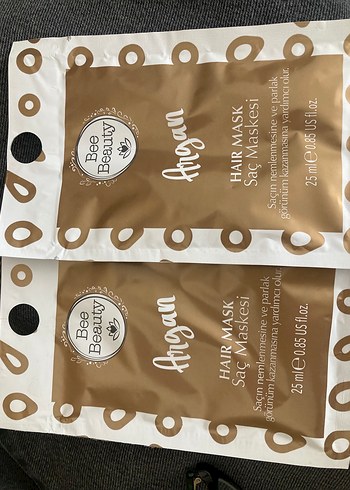 Bee
Beauty
Argan
HAIR MASK
Saç Maskesi
Saçın nemlenmesine ve parlak
görünüm kazanmasına yardımcı olur.
25 ml ℮ 0.85 US fl.oz.
Bee
Beauty
Argan
HAIR MASK
Saç Maskesi
Saçın nemlenmesine ve parlak
görünüm kazanmasına yardımcı olur.
25 ml ℮ 0.85 US fl.oz.